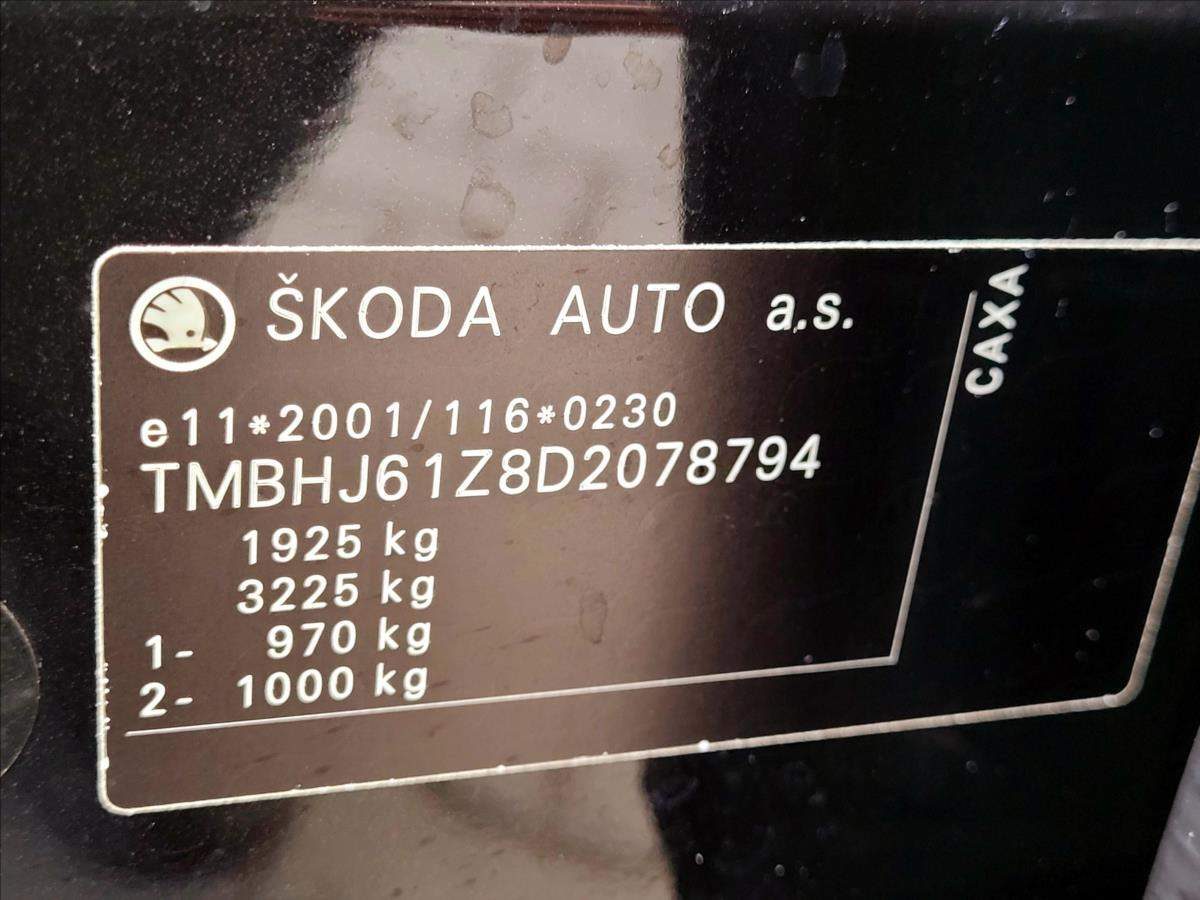 ŠKODA AUTO a.s.
e11*2001/116*0230
TMBHJ61Z8D2078794
1925 kg
3225 kg
1- 970 kg
2- 1000 kg
CAXA